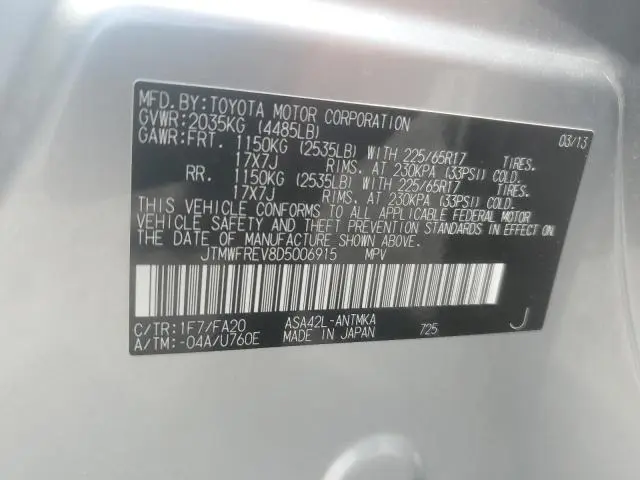 MFD. BY: TOYOTA MOTOR CORPORATION 03/13
GVWR: 2035KG (4485LB)
GAWR: FRT. 1150KG (2535LB) WITH 225/65R17 TIRES.
17X7J RIMS. AT 230KPA (33PSI) COLD.
RR. 1150KG (2535LB) WITH 225/65R17 TIRES.
17X7J RIMS. AT 230KPA (33PSI) COLD.
THIS VEHICLE CONFORMS TO ALL APPLICABLE FEDERAL MOTOR
VEHICLE SAFETY AND THEFT PREVENTION STANDARDS IN EFFECT ON
THE DATE OF MANUFACTURE SHOWN ABOVE.
JTMWFREV8D5006915 MPV
C/TR: 1F7/FA20 ASA42L-ANTMKA
A/TM: -04A/U760E MADE IN JAPAN 725 J